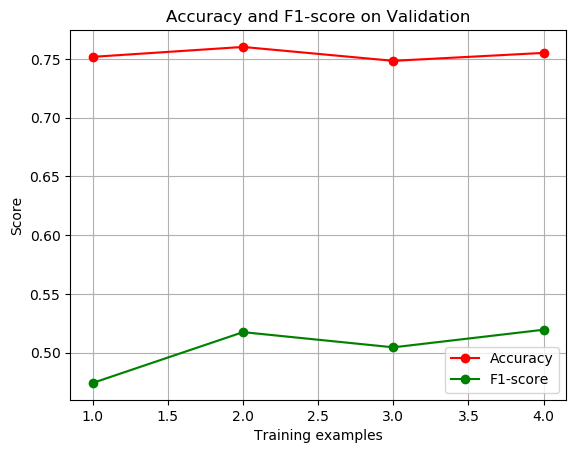 Accuracy and F1-score on Validation
0.75
0.70
0.65
0.60
0.55
0.50
Score
1.0 1.5 2.0 2.5 3.0 3.5 4.0
Training examples
Accuracy
F1-score